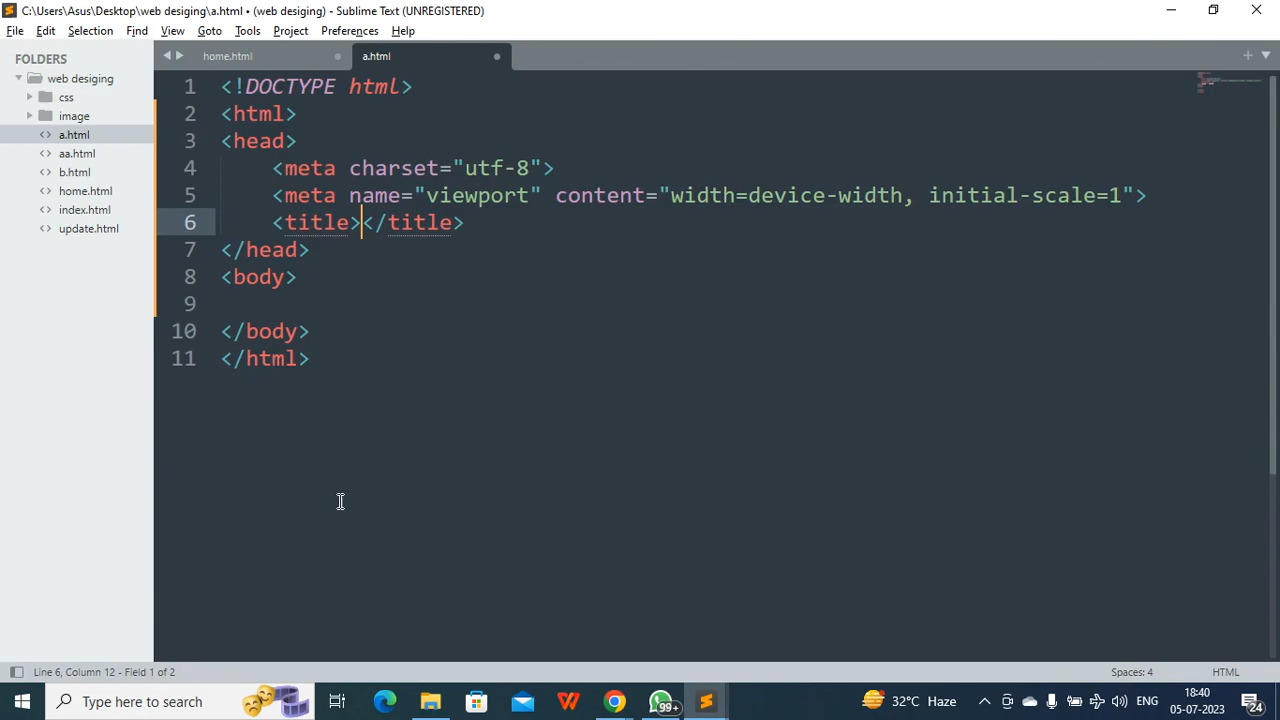 C:\Users\Asus\Desktop\web desiging\a.html • (web desiging) - Sublime Text (UNREGISTERED)
File Edit Selection Find View Goto Tools Project Preferences Help
FOLDERS
web desiging
css
image
a.html
aa.html
b.html
home.html
index.html
update.html
home.html a.html
1 <!DOCTYPE html>
2 <html>
3 <head>
4 <meta charset="utf-8">
5 <meta name="viewport" content="width=device-width, initial-scale=1">
6 <title></title>
7 </head>
8 <body>
9
10 </body>
11 </html>
Line 6, Column 12 - Field 1 of 2 Spaces: 4 HTML
Type here to search 99+ 32°C Haze ENG 18:40 05-07-2023 24